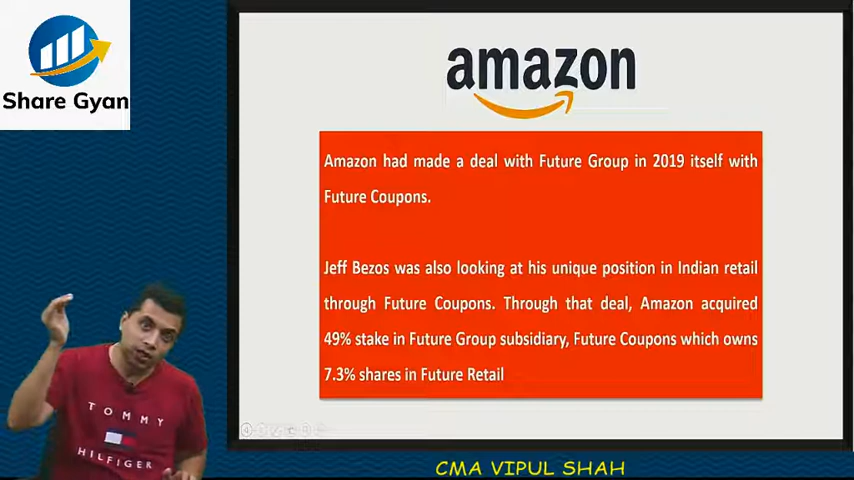 Share Gyan
amazon
Amazon had made a deal with Future Group in 2019 itself with
Future Coupons.
Jeff Bezos was also looking at his unique position in Indian retail
through Future Coupons. Through that deal, Amazon acquired
49% stake in Future Group subsidiary, Future Coupons which owns
7.3% shares in Future Retail
TOMMY
HILFIGER
CMA VIPUL SHAH